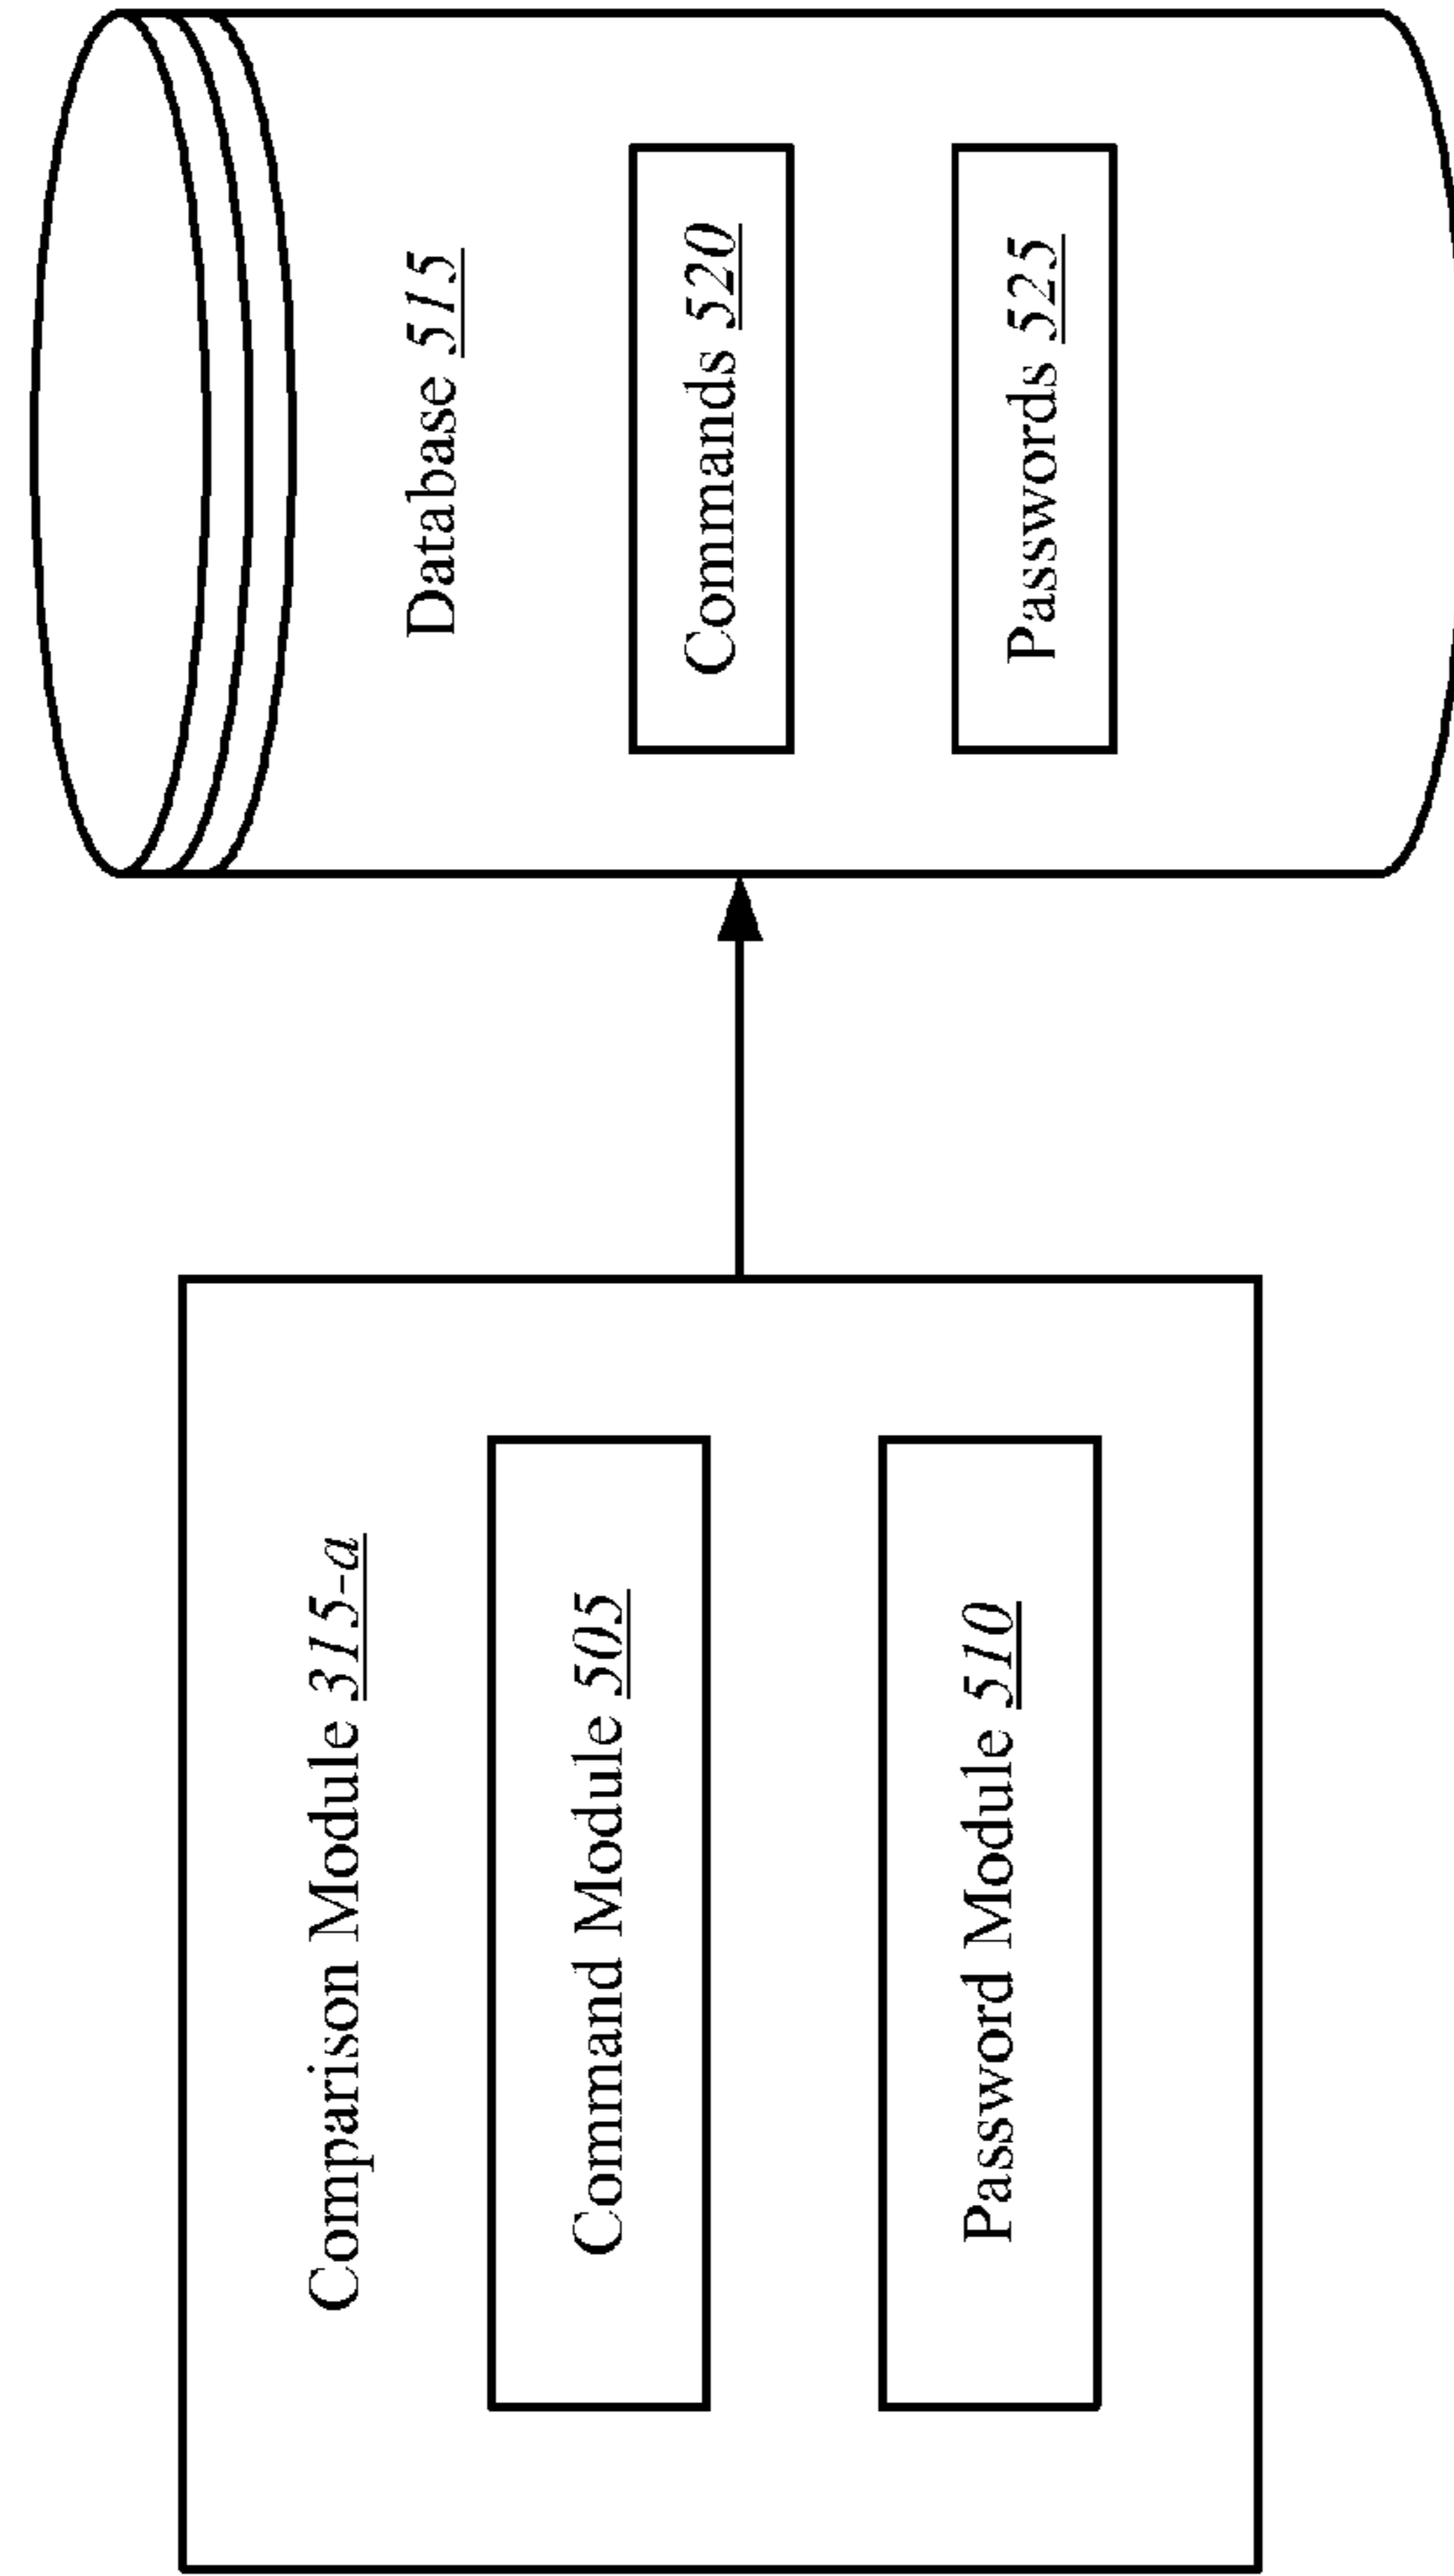 Comparison Module 315-a
Command Module 505
Password Module 510
Database 515
Commands 520
Passwords 525